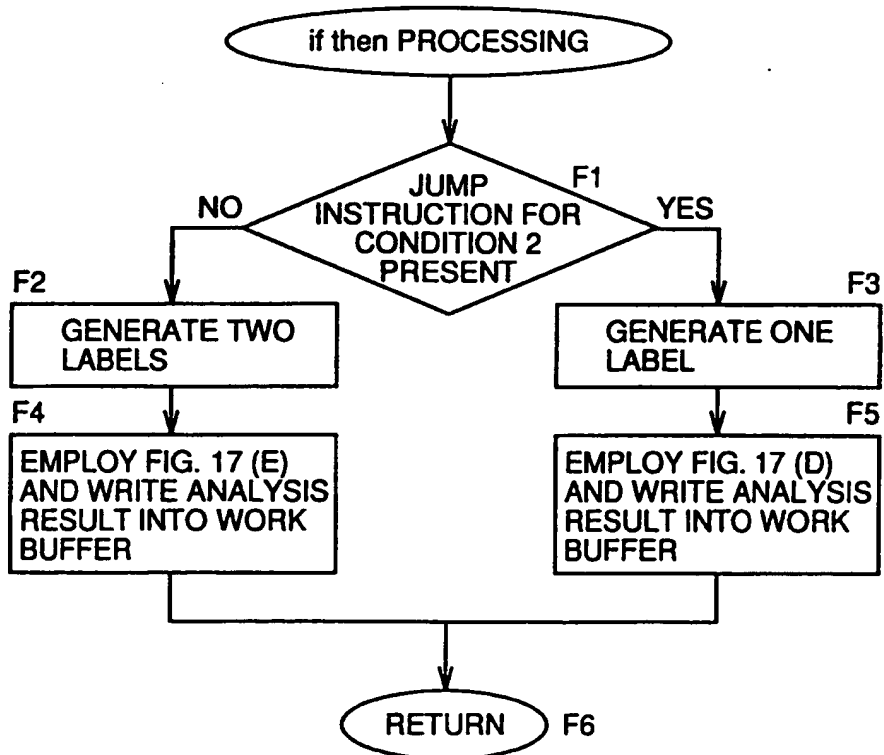 if then PROCESSING
F1
JUMP
INSTRUCTION FOR
CONDITION 2
PRESENT
NO
YES
F2
GENERATE TWO
LABELS
F3
GENERATE ONE
LABEL
F4
EMPLOY FIG. 17 (E)
AND WRITE ANALYSIS
RESULT INTO WORK
BUFFER
F5
EMPLOY FIG. 17 (D)
AND WRITE ANALYSIS
RESULT INTO WORK
BUFFER
RETURN
F6